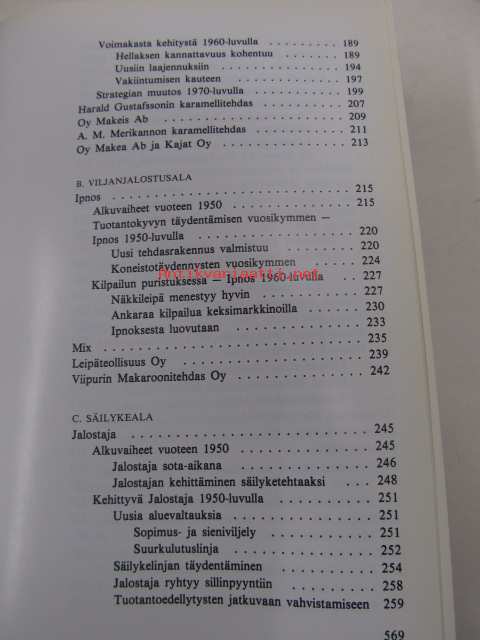 Voimakasta kehitystä 1960-luvulla . . . . . . . . . 189
Hellaksen kannattavuus kohentuu . . . . . 189
Uusiin laajennuksiin . . . . . . . . . . 194
Vakiintumisen kauteen . . . . . . . . . 197
Strategian muutos 1970-luvulla . . . . . . . . . . 199
Harald Gustafssonin karamellitehdas . . . . . . . . . . 207
Oy Makeis Ab . . . . . . . . . . . . . . . . . 209
A. M. Merikannon karamellitehdas . . . . . . . . . . 211
Oy Makea Ab ja Kajat Oy . . . . . . . . . . . . 213
B. VILJANJALOSTUSALA
Ipnos . . . . . . . . . . . . . . . . . . . . . 215
Alkuvaiheet vuoteen 1950 . . . . . . . . . . . . 215
Tuotantokyvyn täydentämisen vuosikymmen —
Ipnos 1950-luvulla . . . . . . . . . . . . . . . 220
Uusi tehdasrakennus valmistuu . . . . . . 220
Koneistotäydennysten vuosikymmen . . . . 224
Kilpailun puristuksessa — Ipnos 1960-luvulla . . . 227
Näkkileipä menestyy hyvin . . . . . . . . 227
Ankaraa kilpailua keksimarkkinoilla . . . . 230
Ipnoksesta luovutaan . . . . . . . . . . 233
Mix . . . . . . . . . . . . . . . . . . . . . . 235
Leipäteollisuus Oy . . . . . . . . . . . . . . . . 239
Viipurin Makaroonitehdas Oy . . . . . . . . . . . 242
Antikvariaatti.net
C. SÄILYKEALA
Jalostaja . . . . . . . . . . . . . . . . . . . . 245
Alkuvaiheet vuoteen 1950 . . . . . . . . . . . . 245
Jalostaja sota-aikana . . . . . . . . . . . 246
Jalostajan kehittäminen säilyketehtaaksi . . . 248
Kehittyvä Jalostaja 1950-luvulla . . . . . . . . . . 251
Uusia aluevaltauksia . . . . . . . . . . . 251
Sopimus- ja sieniviljely . . . . . . . . 251
Suurkulutuslinja . . . . . . . . . . . 252
Säilykelinjan täydentäminen . . . . . . . . 254
Jalostaja ryhtyy sillinpyyntiin . . . . . . . 258
Tuotantoedellytysten jatkuvaan vahvistamiseen 259
569